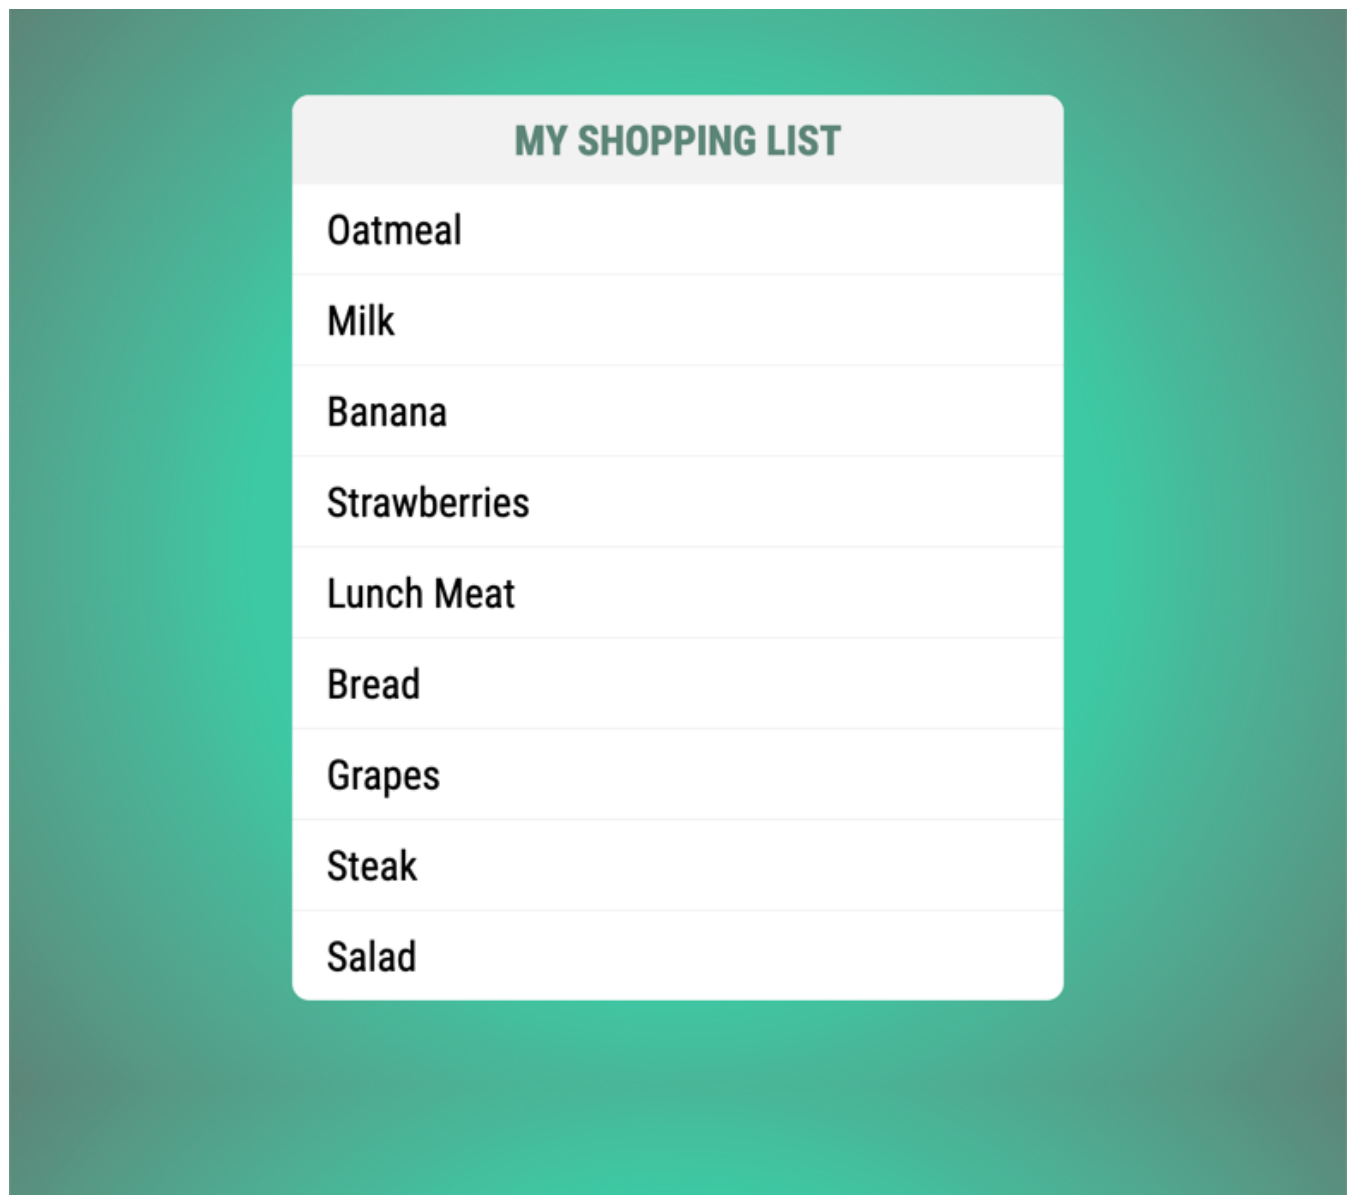 MY SHOPPING LIST
Oatmeal
Milk
Banana
Strawberries
Lunch Meat
Bread
Grapes
Steak
Salad